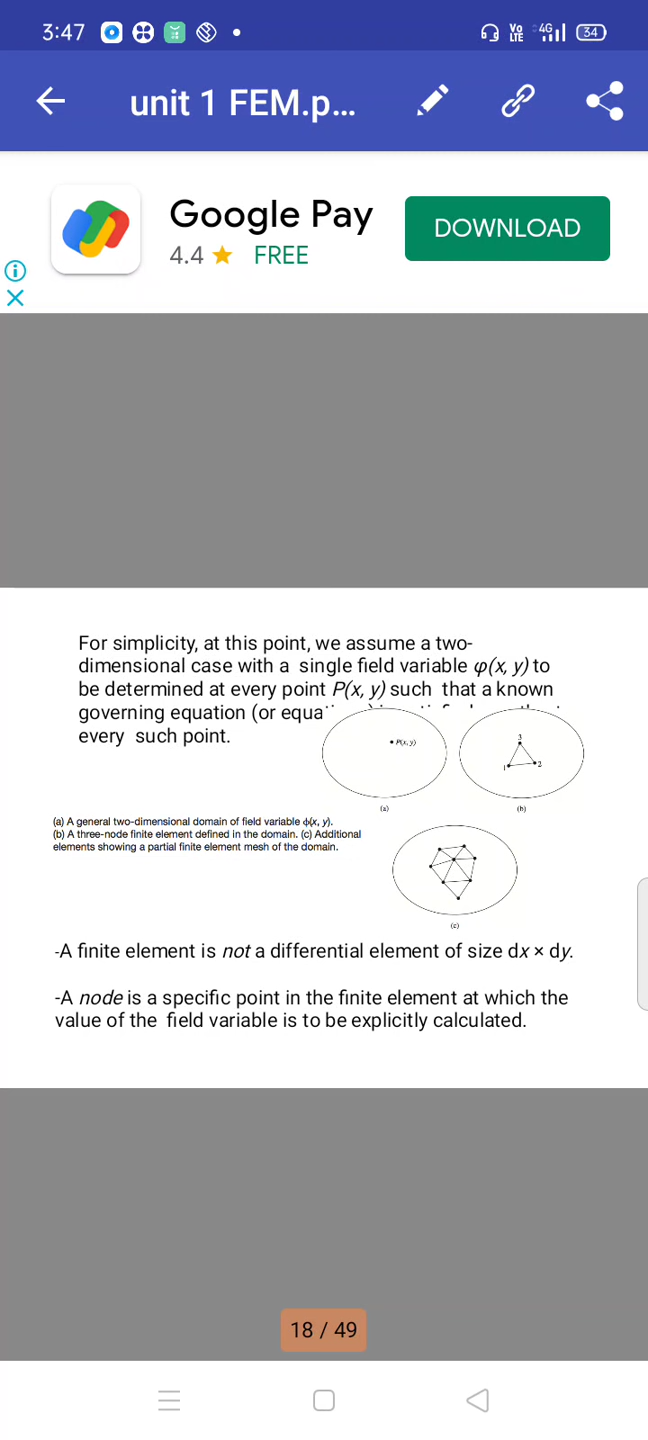 3:47
Vo LTE 4G 34
unit 1 FEM.p...
Google Pay
4.4 ★ FREE
DOWNLOAD
For simplicity, at this point, we assume a two-
dimensional case with a single field variable φ(x, y) to
be determined at every point P(x, y) such that a known
governing equation (or equa
every such point.
• P(x, y)
3
1
2
(a)
(b)
(a) A general two-dimensional domain of field variable ϕ(x, y).
(b) A three-node finite element defined in the domain. (c) Additional
elements showing a partial finite element mesh of the domain.
(c)
-A finite element is not a differential element of size dx × dy.
-A node is a specific point in the finite element at which the
value of the field variable is to be explicitly calculated.
18 / 49